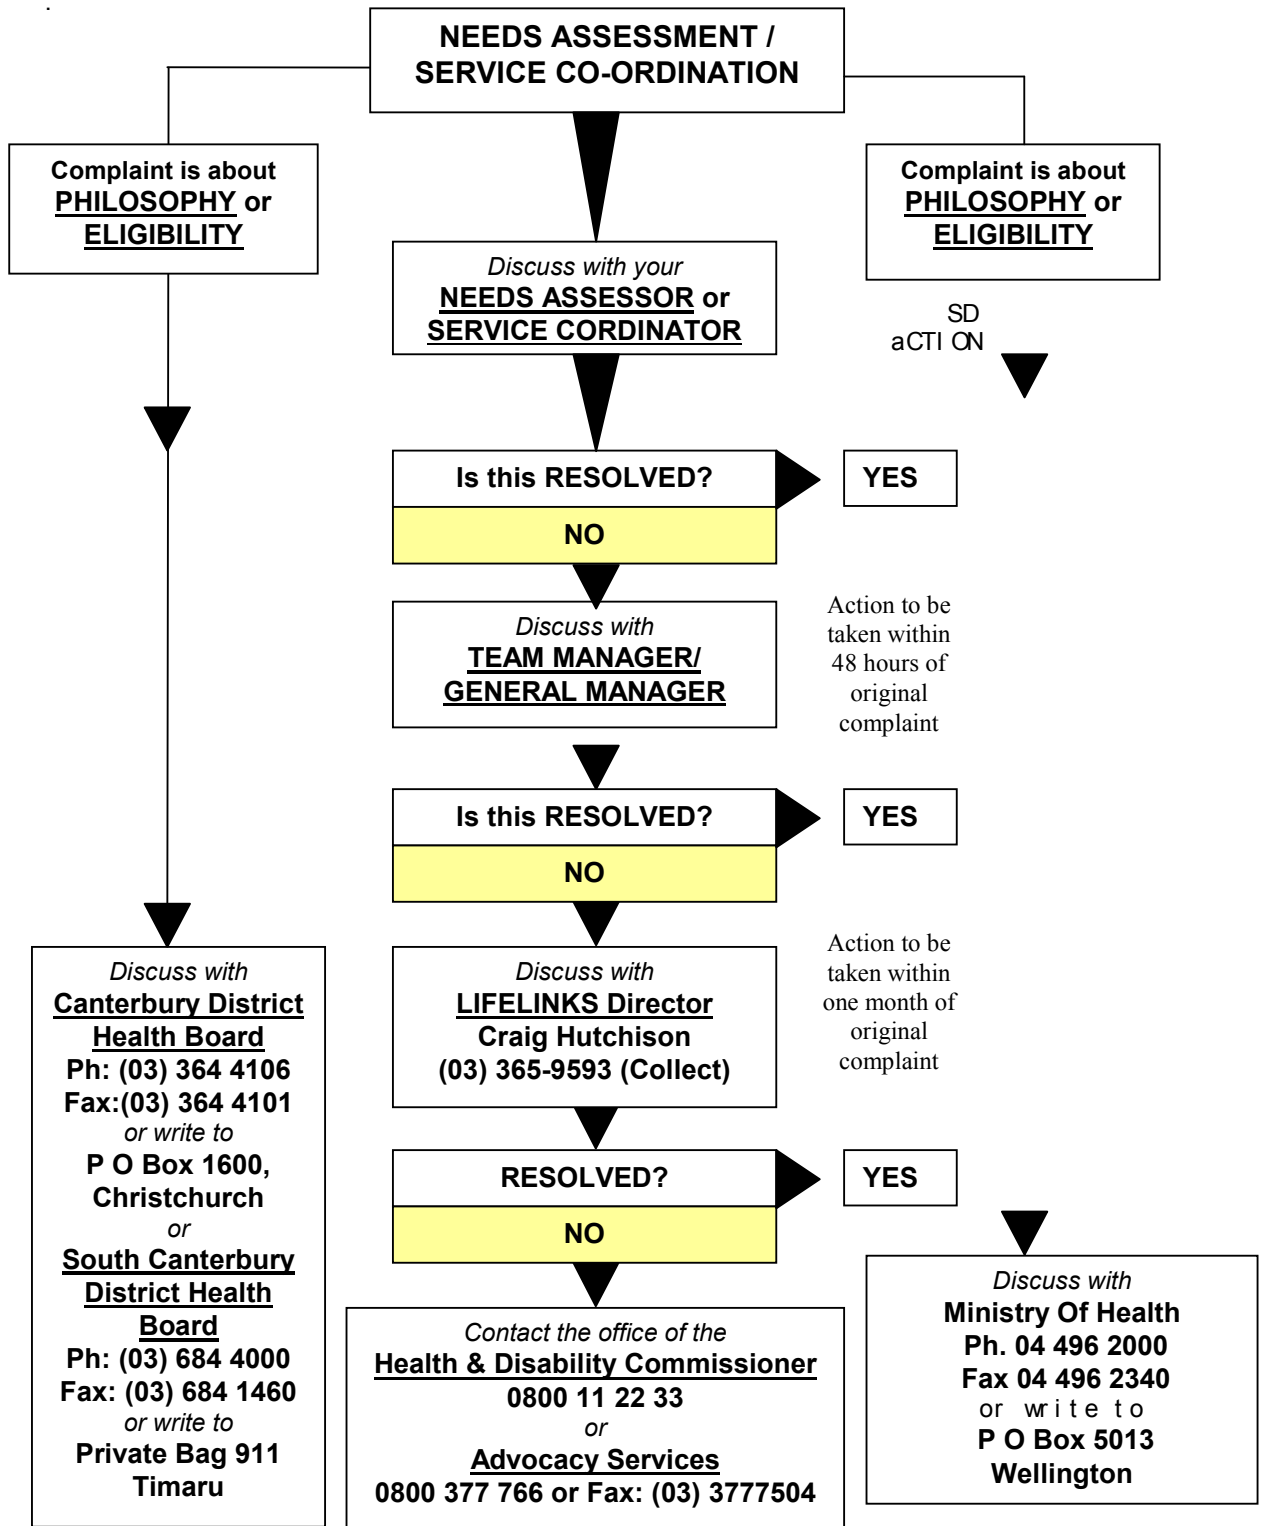 NEEDS ASSESSMENT /
SERVICE CO-ORDINATION
Complaint is about
PHILOSOPHY or
ELIGIBILITY
Complaint is about
PHILOSOPHY or
ELIGIBILITY
Discuss with your
NEEDS ASSESSOR or
SERVICE CORDINATOR
SD
aCTI ON
Is this RESOLVED?
YES
NO
Discuss with
TEAM MANAGER/
GENERAL MANAGER
Action to be
taken within
48 hours of
original
complaint
Is this RESOLVED?
YES
NO
Discuss with
LIFELINKS Director
Craig Hutchison
(03) 365-9593 (Collect)
Action to be
taken within
one month of
original
complaint
RESOLVED?
YES
NO
Discuss with
Canterbury District
Health Board
Ph: (03) 364 4106
Fax:(03) 364 4101
or write to
P O Box 1600,
Christchurch
or
South Canterbury
District Health
Board
Ph: (03) 684 4000
Fax: (03) 684 1460
or write to
Private Bag 911
Timaru
Contact the office of the
Health & Disability Commissioner
0800 11 22 33
or
Advocacy Services
0800 377 766 or Fax: (03) 3777504
Discuss with
Ministry Of Health
Ph. 04 496 2000
Fax 04 496 2340
or write to
P O Box 5013
Wellington